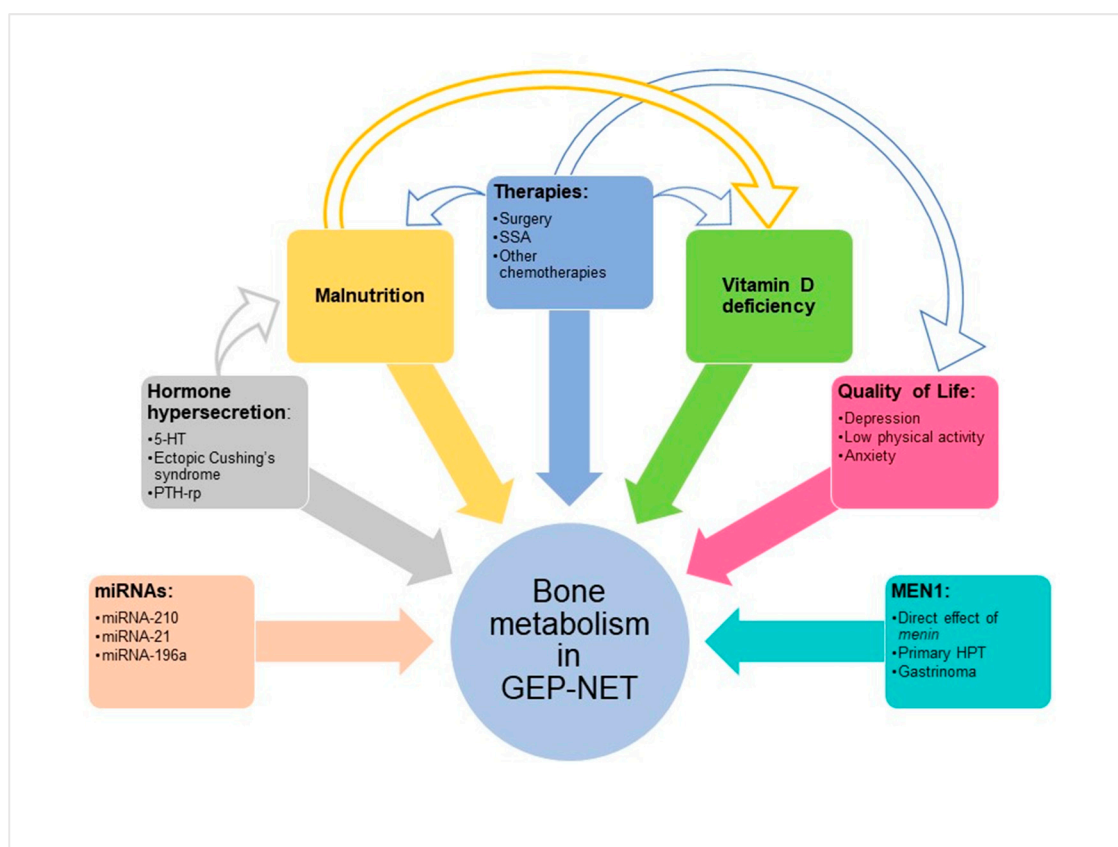 Therapies:
•Surgery
•SSA
•Other
chemotherapies
Malnutrition
Vitamin D
deficiency
Hormone
hypersecretion:
•5-HT
•Ectopic Cushing's
syndrome
•PTH-rp
Quality of Life:
•Depression
•Low physical activity
•Anxiety
miRNAs:
•miRNA-210
•miRNA-21
•miRNA-196a
Bone
metabolism
in
GEP-NET
MEN1:
•Direct effect of
menin
•Primary HPT
•Gastrinoma